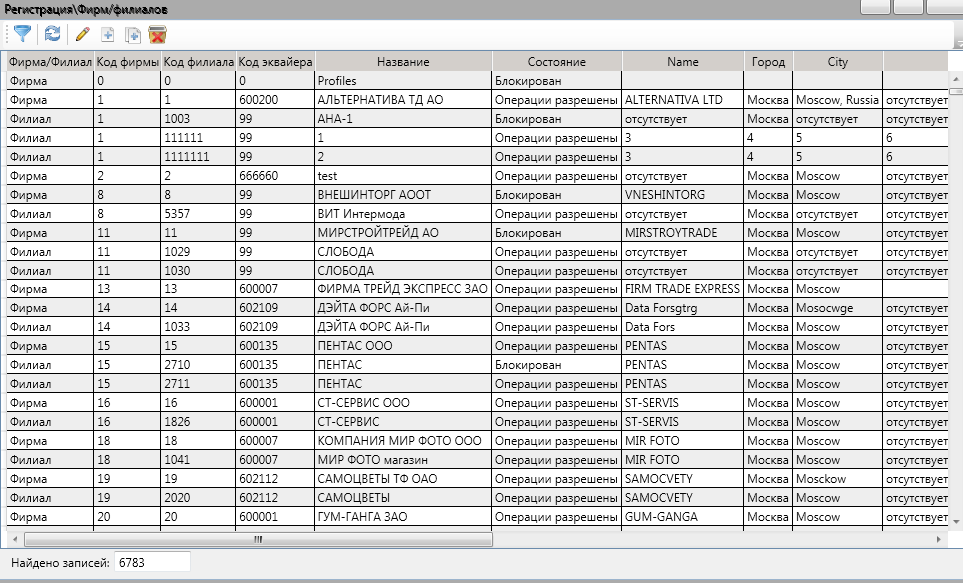 Регистрация\Фирм/филиалов
Фирма/Филиал Код фирмы Код филиала Код эквайера Название Состояние Name Город City
Фирма 0 0 0 Profiles Блокирован
Фирма 1 1 600200 АЛЬТЕРНАТИВА ТД АО Операции разрешены ALTERNATIVA LTD Москва Moscow, Russia отсутствует
Филиал 1 1003 99 АНА-1 Блокирован отсутствует Москва отсутствует отсутствует
Филиал 1 111111 99 1 Операции разрешены 3 4 5 6
Филиал 1 1111111 99 2 Операции разрешены 3 4 5 6
Фирма 2 2 666660 test Операции разрешены отсутствует Москва Moscow отсутствует
Фирма 8 8 99 ВНЕШИНТОРГ АООТ Блокирован VNESHINTORG Москва Moscow отсутствует
Филиал 8 5357 99 ВИТ Интермода Операции разрешены отсутствует Москва отсутствует отсутствует
Фирма 11 11 99 МИРСТРОЙТРЕЙД АО Блокирован MIRSTROYTRADE Москва Moscow отсутствует
Филиал 11 1029 99 СЛОБОДА Операции разрешены отсутствует Москва отсутствует отсутствует
Филиал 11 1030 99 СЛОБОДА Операции разрешены отсутствует Москва отсутствует отсутствует
Фирма 13 13 600007 ФИРМА ТРЕЙД ЭКСПРЕСС ЗАО Операции разрешены FIRM TRADE EXPRESS Москва Moscow
Фирма 14 14 602109 ДЭЙТА ФОРС Ай-Пи Операции разрешены Data Forsgtrg Москва Mosocwge отсутствует
Филиал 14 1033 602109 ДЭЙТА ФОРС Ай-Пи Операции разрешены Data Fors Москва Moscow отсутствует
Фирма 15 15 600135 ПЕНТАС ООО Операции разрешены PENTAS Москва Moscow отсутствует
Филиал 15 2710 600135 ПЕНТАС Блокирован PENTAS Москва Moscow отсутствует
Филиал 15 2711 600135 ПЕНТАС Операции разрешены PENTAS Москва Moscow отсутствует
Фирма 16 16 600001 СТ-СЕРВИС ООО Операции разрешены ST-SERVIS Москва Moscow отсутствует
Филиал 16 1826 600001 СТ-СЕРВИС Операции разрешены ST-SERVIS Москва Moscow отсутствует
Фирма 18 18 600007 КОМПАНИЯ МИР ФОТО ООО Операции разрешены MIR FOTO Москва Moscow отсутствует
Филиал 18 1041 600007 МИР ФОТО магазин Операции разрешены MIR FOTO Москва Moscow отсутствует
Фирма 19 19 602112 САМОЦВЕТЫ ТФ ОАО Операции разрешены SAMOCVETY Москва Mosckow отсутствует
Филиал 19 2020 602112 САМОЦВЕТЫ Операции разрешены SAMOCVETY Москва Moscow отсутствует
Фирма 20 20 600001 ГУМ-ГАНГА ЗАО Операции разрешены GUM-GANGA Москва Moscow отсутствует
Найдено записей: 6783